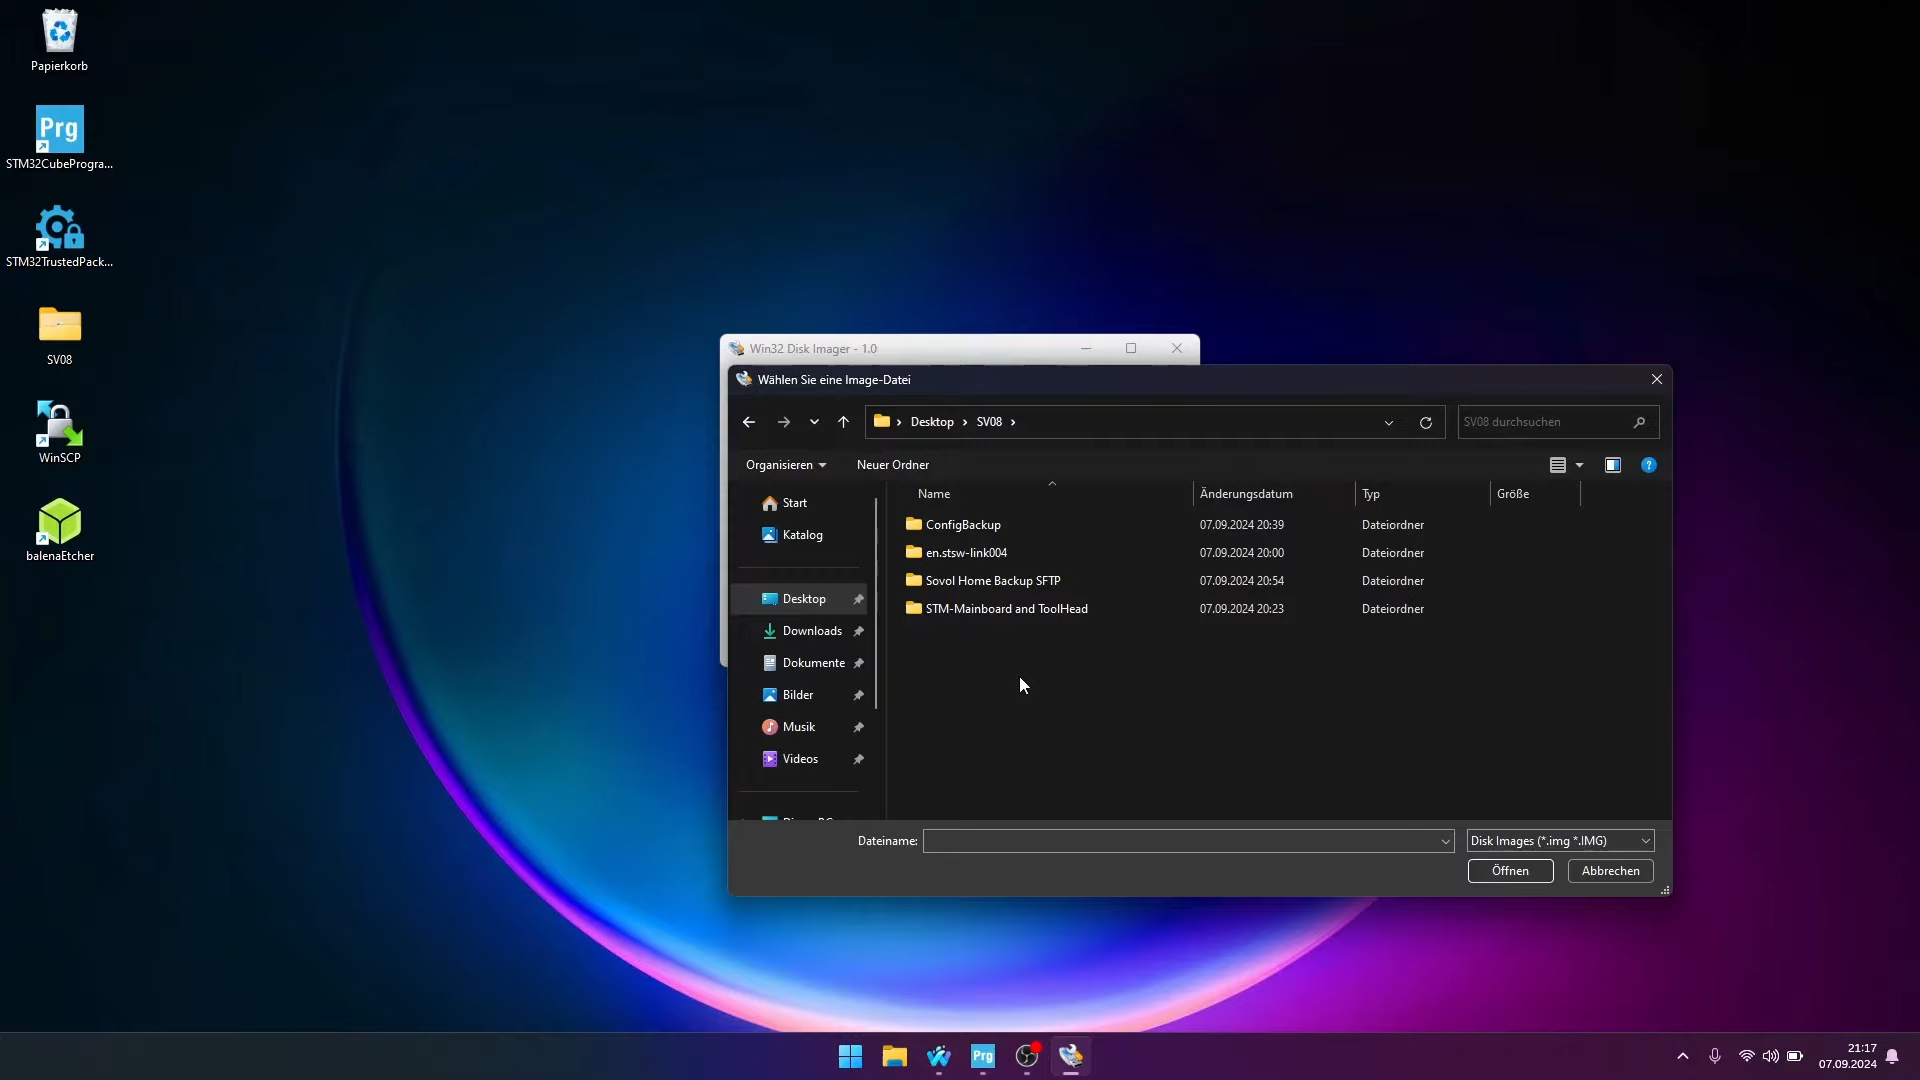 Papierkorb
Prg
STM32CubeProgra...
STM32TrustedPack...
SV08
WinSCP
balenaEtcher
Win32 Disk Imager - 1.0
Wählen Sie eine Image-Datei
Desktop
SV08
SV08 durchsuchen
Organisieren
Neuer Ordner
Start
Katalog
Desktop
Downloads
Dokumente
Bilder
Musik
Videos
Name
Änderungsdatum
Typ
Größe
ConfigBackup
07.09.2024 20:39
Dateiordner
en.stsw-link004
07.09.2024 20:00
Dateiordner
Sovol Home Backup SFTP
07.09.2024 20:54
Dateiordner
STM-Mainboard and ToolHead
07.09.2024 20:23
Dateiordner
Dateiname:
Disk Images (*.img *.IMG)
Öffnen
Abbrechen
Prg
21:17
07.09.2024